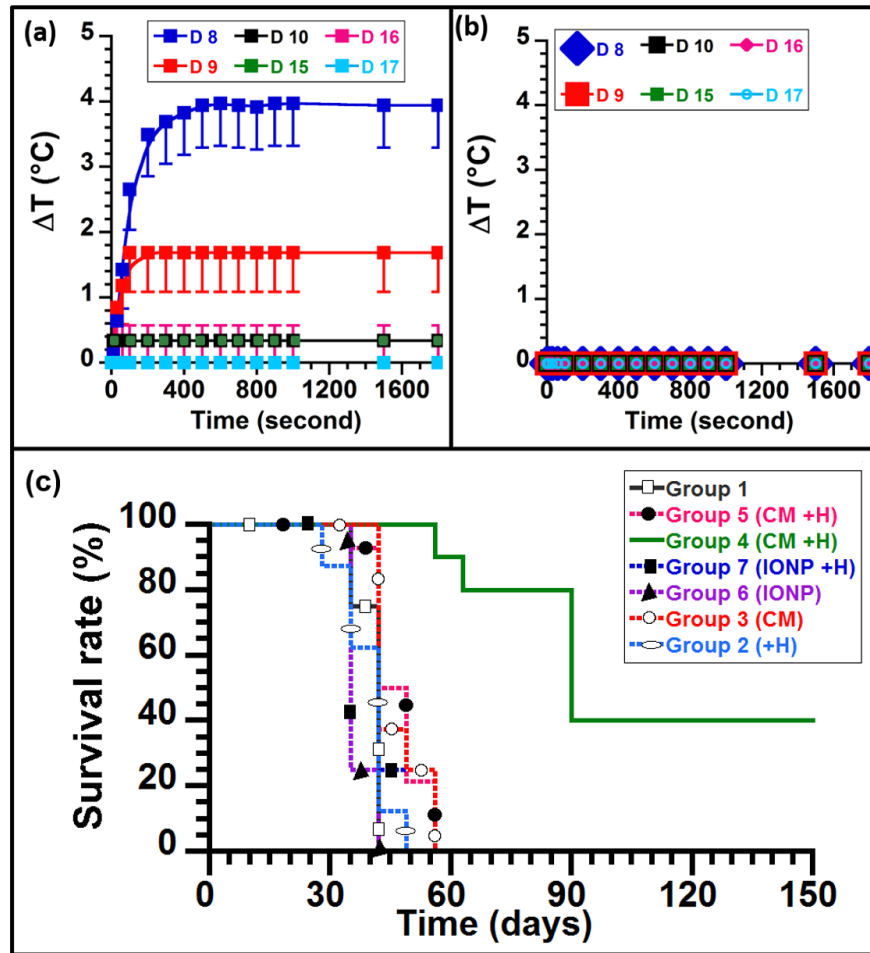 (a)
D 8 D 10 D 16
D 9 D 15 D 17
5
4
3
2
1
0
ΔT (°C)
0 400 800 1200 1600
Time (second)
(b)
D 8 D 10 D 16
D 9 D 15 D 17
5
4
3
2
1
0
ΔT (°C)
0 400 800 1200 1600
Time (second)
(c)
Group 1
Group 5 (CM +H)
Group 4 (CM +H)
Group 7 (IONP +H)
Group 6 (IONP)
Group 3 (CM)
Group 2 (+H)
100
80
60
40
20
0
Survival rate (%)
0 30 60 90 120 150
Time (days)